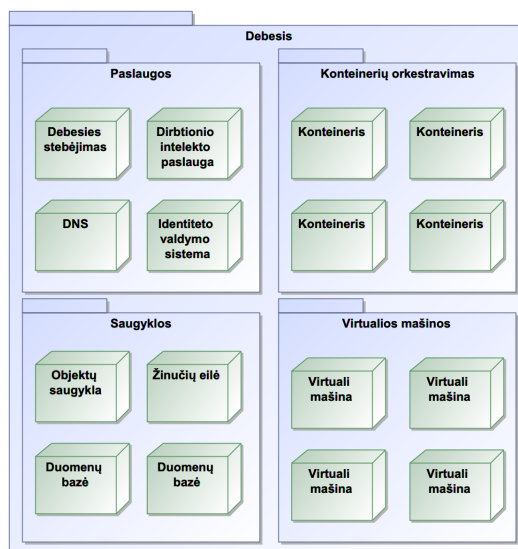 Debesis
Paslaugos
Debesies
stebėjimas
Dirbtionio
intelekto
paslauga
DNS
Identiteto
valdymo
sistema
Konteinerių orkestravimas
Konteineris
Konteineris
Konteineris
Konteineris
Saugyklos
Objektų
saugykla
Žinučių eilė
Duomenų
bazė
Duomenų
bazė
Virtualios mašinos
Virtuali
mašina
Virtuali
mašina
Virtuali
mašina
Virtuali
mašina